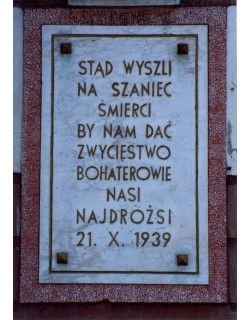 STĄD WYSZLI
NA SZANIEC
ŚMIERCI
BY NAM DAĆ
ZWYCIĘSTWO
BOHATEROWIE
NASI
NAJDROŻSI
21. X. 1939